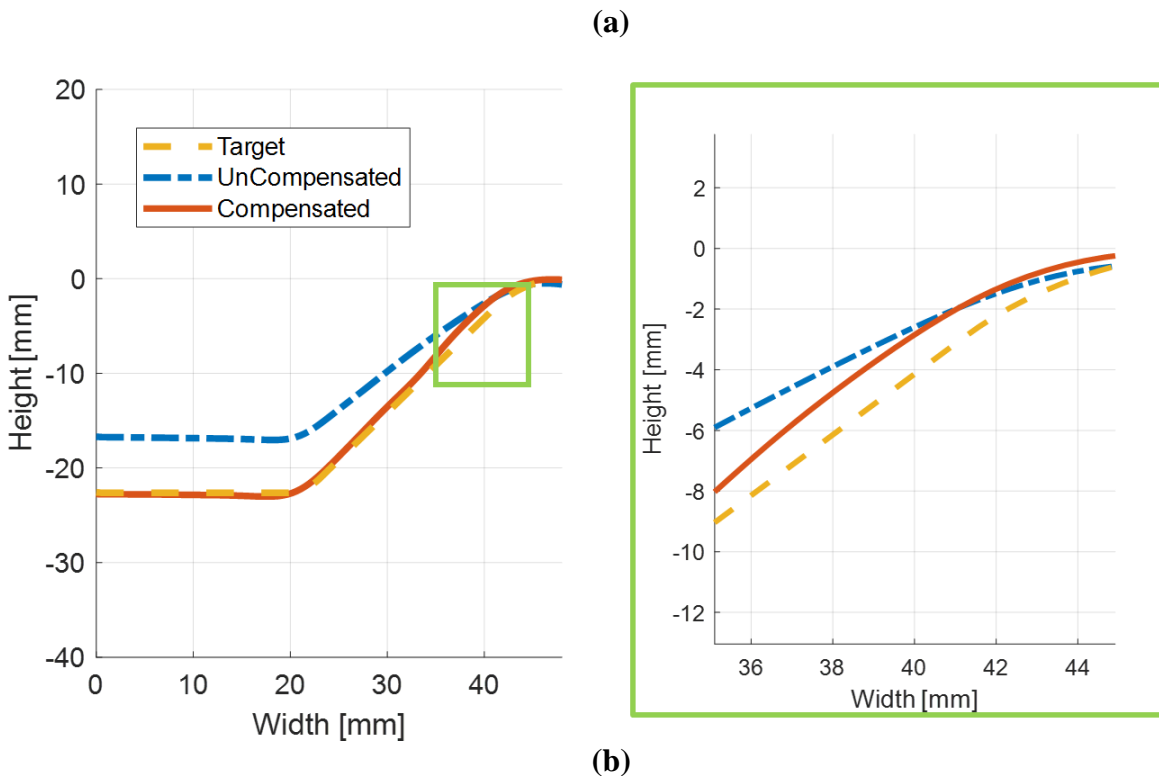 (a)
20
10
0
-10
-20
-30
-40
Height [mm]
Target
UnCompensated
Compensated
0 10 20 30 40
Width [mm]
2
0
-2
-4
-6
-8
-10
-12
Height [mm]
36 38 40 42 44
Width [mm]
(b)